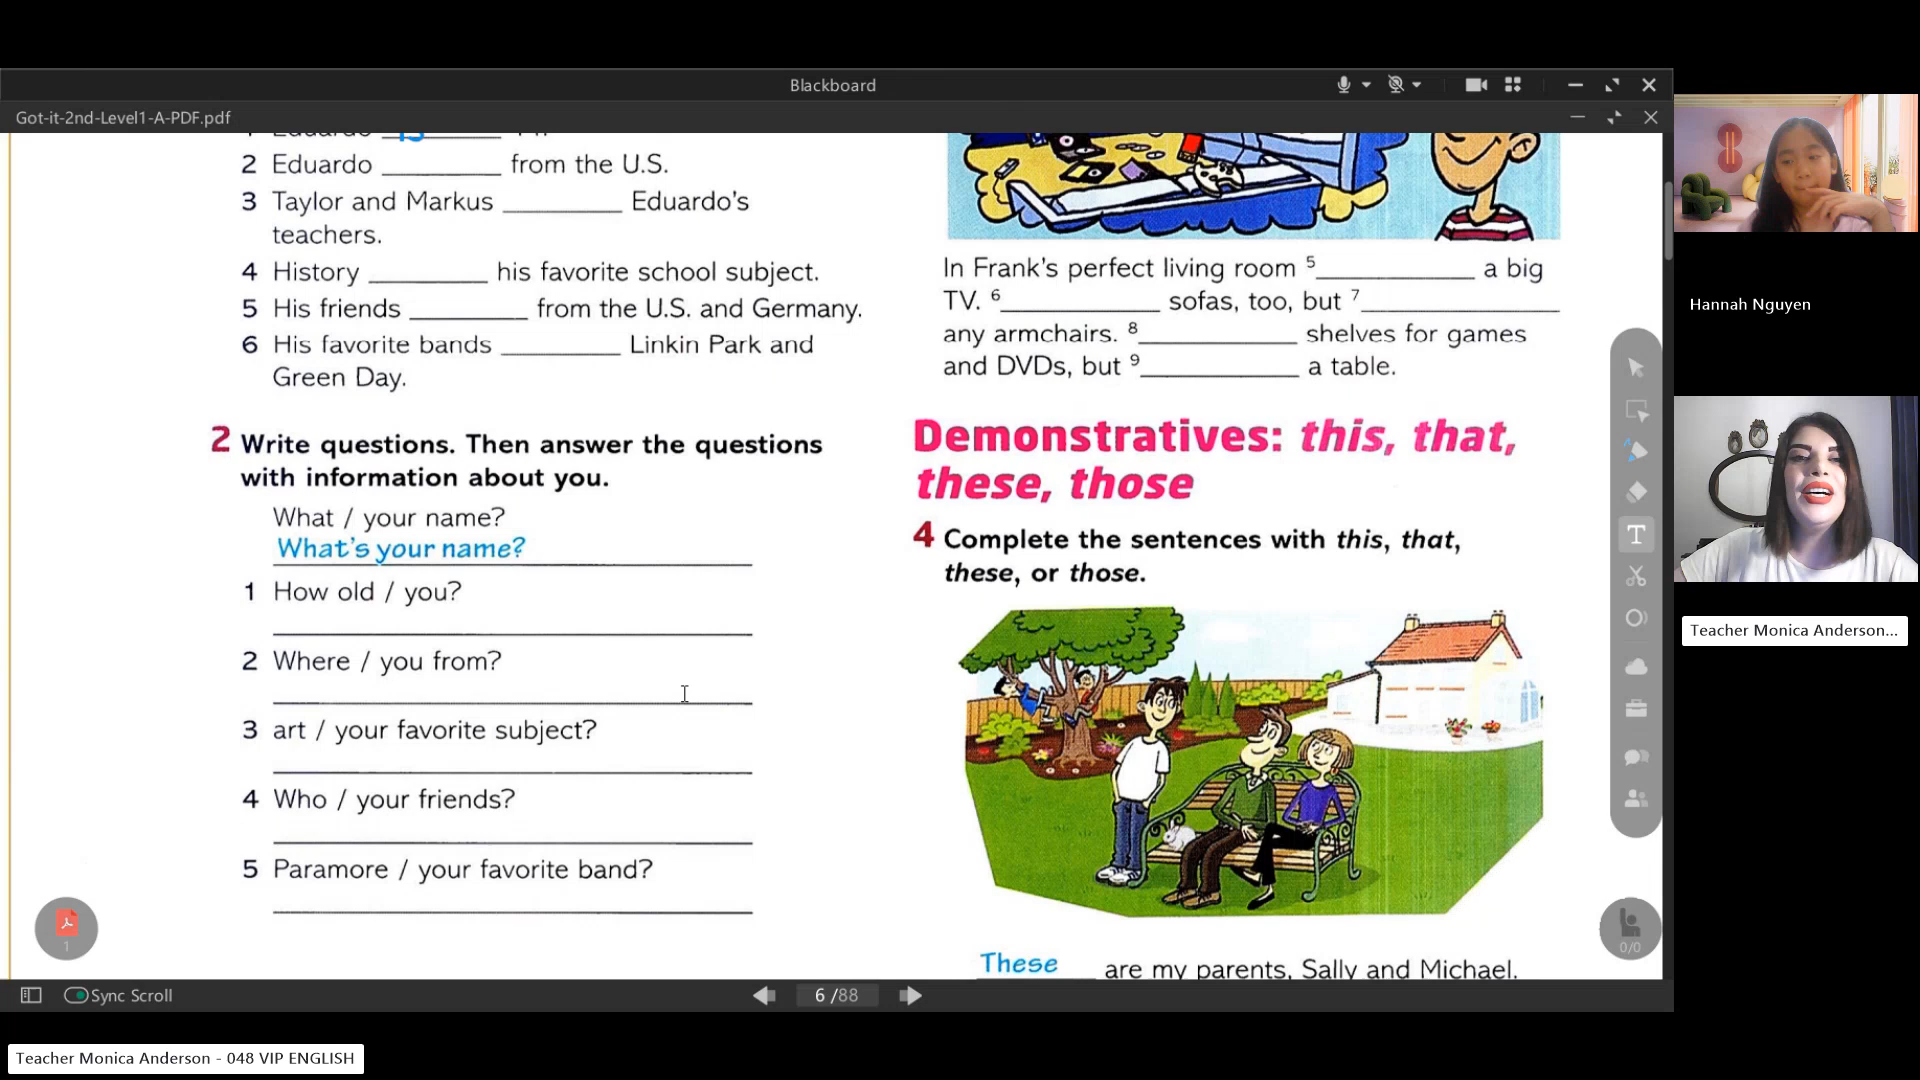 Blackboard
Got-it-2nd-Level1-A-PDF.pdf
is
2 Eduardo from the U.S.
3 Taylor and Markus Eduardo's
teachers.
4 History his favorite school subject.
5 His friends from the U.S. and Germany.
6 His favorite bands Linkin Park and
Green Day.
2 Write questions. Then answer the questions
with information about you.
What / your name?
What's your name?
1 How old / you?
2 Where / you from?
3 art / your favorite subject?
4 Who / your friends?
5 Paramore / your favorite band?
In Frank's perfect living room 5 a big
TV. 6 sofas, too, but 7
any armchairs. 8 shelves for games
and DVDs, but 9 a table.
Demonstratives: this, that,
these, those
4 Complete the sentences with this, that,
these, or those.
These are my parents, Sally and Michael.
T
1
0/0
Sync Scroll
6 /88
Hannah Nguyen
Teacher Monica Anderson...
Teacher Monica Anderson - 048 VIP ENGLISH